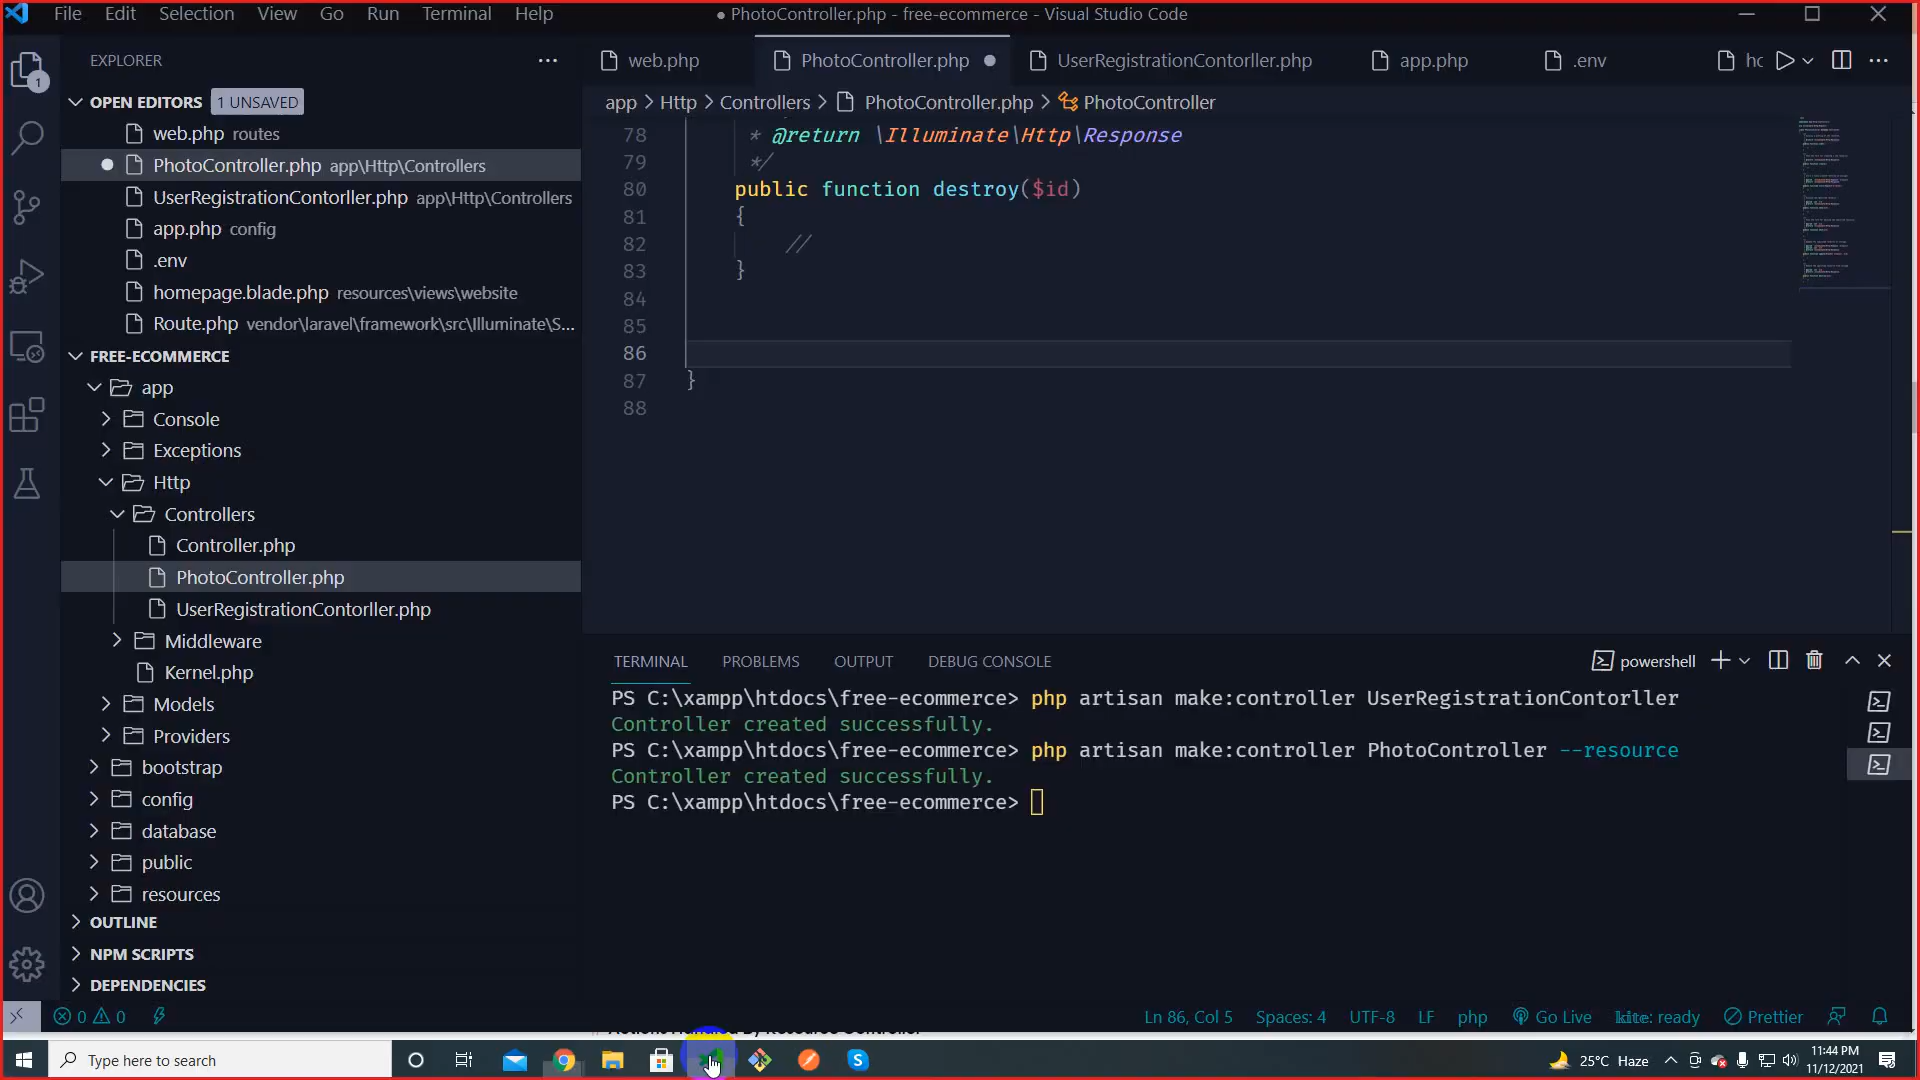 File Edit Selection View Go Run Terminal Help
● PhotoController.php - free-ecommerce - Visual Studio Code
EXPLORER
OPEN EDITORS 1 UNSAVED
web.php routes
PhotoController.php app\Http\Controllers
UserRegistrationContorller.php app\Http\Controllers
app.php config
.env
homepage.blade.php resources\views\website
Route.php vendor\laravel\framework\src\Illuminate\S...
FREE-ECOMMERCE
app
Console
Exceptions
Http
Controllers
Controller.php
PhotoController.php
UserRegistrationContorller.php
Middleware
Kernel.php
Models
Providers
bootstrap
config
database
public
resources
OUTLINE
NPM SCRIPTS
DEPENDENCIES
1
web.php PhotoController.php UserRegistrationContorller.php app.php .env hc
app > Http > Controllers > PhotoController.php > PhotoController
78 * @return \Illuminate\Http\Response
79 */
80 public function destroy($id)
81 {
82 //
83 }
84
85
86
87 }
88
TERMINAL PROBLEMS OUTPUT DEBUG CONSOLE
powershell
PS C:\xampp\htdocs\free-ecommerce> php artisan make:controller UserRegistrationContorller
Controller created successfully.
PS C:\xampp\htdocs\free-ecommerce> php artisan make:controller PhotoController --resource
Controller created successfully.
PS C:\xampp\htdocs\free-ecommerce>
0 0 Ln 86, Col 5 Spaces: 4 UTF-8 LF php Go Live kite: ready Prettier
Type here to search
25°C Haze
11:44 PM
11/12/2021